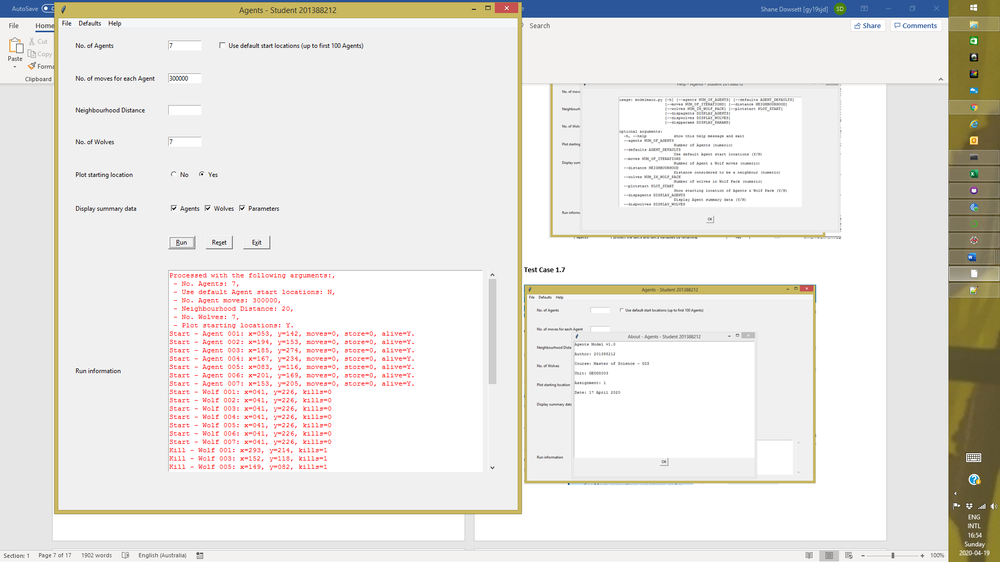 AutoSave
Agents - Student 201388212
Shane Dowsett [gy19sjd]
SD
File
Home
Search
Share
Comments
Cut
Copy
Paste
Forma
Clipboard
File Defaults Help
No. of Agents
7
Use default start locations (up to first 100 Agents)
No. of moves for each Agent
300000
Neighbourhood Distance
No. of Wolves
7
Plot starting location
No
Yes
Display summary data
Agents
Wolves
Parameters
Run
Reset
Exit
Run information
Processed with the following arguments:,
- No. Agents: 7,
- Use default Agent start locations: N,
- No. Agent moves: 300000,
- Neighbourhood Distance: 20,
- No. Wolves: 7,
- Plot starting locations: Y.
Start - Agent 001: x=053, y=142, moves=0, store=0, alive=Y.
Start - Agent 002: x=194, y=153, moves=0, store=0, alive=Y.
Start - Agent 003: x=185, y=274, moves=0, store=0, alive=Y.
Start - Agent 004: x=167, y=234, moves=0, store=0, alive=Y.
Start - Agent 005: x=083, y=116, moves=0, store=0, alive=Y.
Start - Agent 006: x=201, y=169, moves=0, store=0, alive=Y.
Start - Agent 007: x=153, y=205, moves=0, store=0, alive=Y.
Start - Wolf 001: x=041, y=226, kills=0
Start - Wolf 002: x=041, y=226, kills=0
Start - Wolf 003: x=041, y=226, kills=0
Start - Wolf 004: x=041, y=226, kills=0
Start - Wolf 005: x=041, y=226, kills=0
Start - Wolf 006: x=041, y=226, kills=0
Start - Wolf 007: x=041, y=226, kills=0
Kill - Wolf 001: x=293, y=214, kills=1
Kill - Wolf 003: x=152, y=118, kills=1
Kill - Wolf 005: x=149, y=082, kills=1
Help - Agents - Student 201388212
No. of move
Neighbourh
No. of Wolv
Plot starting
Display sum
Run informa
usage: modelmain.py [-h] [--agents NUM_OF_AGENTS] [--defaults AGENT_DEFAULTS]
[--moves NUM_OF_ITERATIONS] [--distance NEIGHBOURHOOD]
[--wolves NUM_IN_WOLF_PACK] [--plotstart PLOT_START]
[--dispagents DISPLAY_AGENTS]
[--dispwolves DISPLAY_WOLVES]
[--dispparams DISPLAY_PARAMS]
optional arguments:
-h, --help show this help message and exit
--agents NUM_OF_AGENTS
Number of Agents (numeric)
--defaults AGENT_DEFAULTS
Use default Agent start locations (Y/N)
--moves NUM_OF_ITERATIONS
Number of Agent & Wolf moves (numeric)
--distance NEIGHBOURHOOD
Distance considered to be a neighbour (numeric)
--wolves NUM_IN_WOLF_PACK
Number of wolves in Wolf Pack (numeric)
--plotstart PLOT_START
Show starting location of Agents & Wolf Pack (Y/N)
--dispagents DISPLAY_AGENTS
Display Agent summary data (Y/N)
--dispwolves DISPLAY_WOLVES
OK
Test Case 1.7
Agents - Student 201388212
File Defaults Help
No. of Agents
Use default start locations (up to first 100 Agents)
No. of moves for each Agent
Neighbourhood Dista
No. of Wolves
Plot starting location
Display summary data
Run information
About - Agents - Student 201388212
Agents Model v1.0
Author: 201388212
Course: Master of Science - GIS
Unit: GEOG5003
Assignment: 1
Date: 17 April 2020
OK
Section: 1
Page 7 of 17
1902 words
English (Australia)
100%
ENG
INTL
16:54
Sunday
2020-04-19